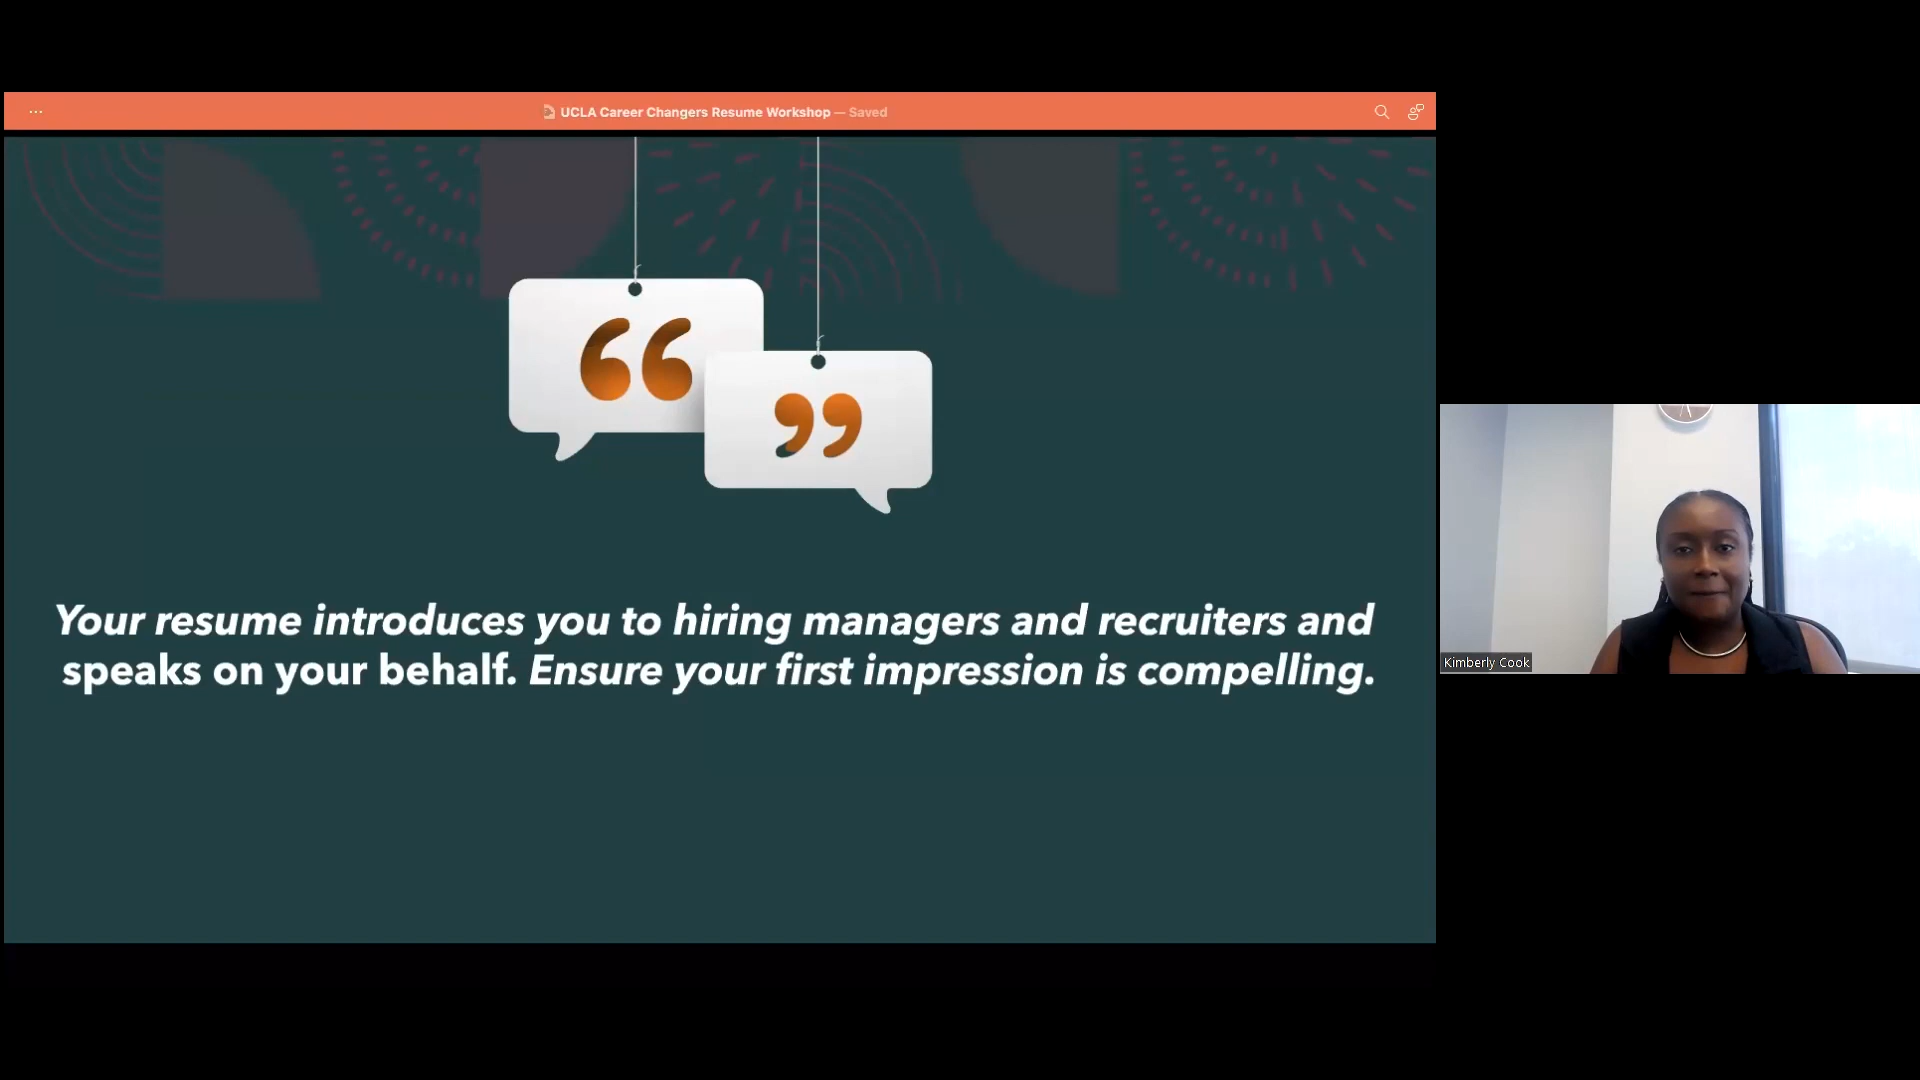 UCLA Career Changers Resume Workshop — Saved
“ ”
Your resume introduces you to hiring managers and recruiters and
speaks on your behalf. Ensure your first impression is compelling.
Kimberly Cook